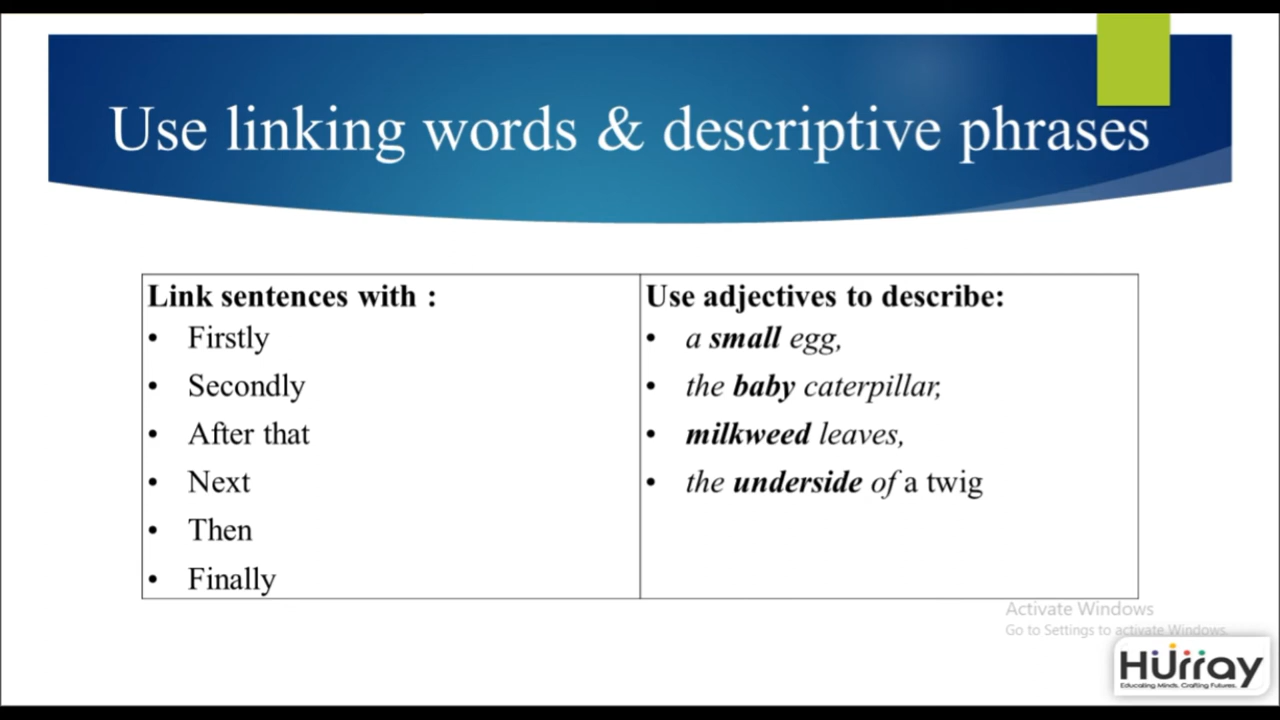 Use linking words & descriptive phrases
Link sentences with :
• Firstly
• Secondly
• After that
• Next
• Then
• Finally
Use adjectives to describe:
• a small egg,
• the baby caterpillar,
• milkweed leaves,
• the underside of a twig
Activate Windows
Go to Settings to activate Windows.
Hurray
Educating Minds, Crafting Futures.